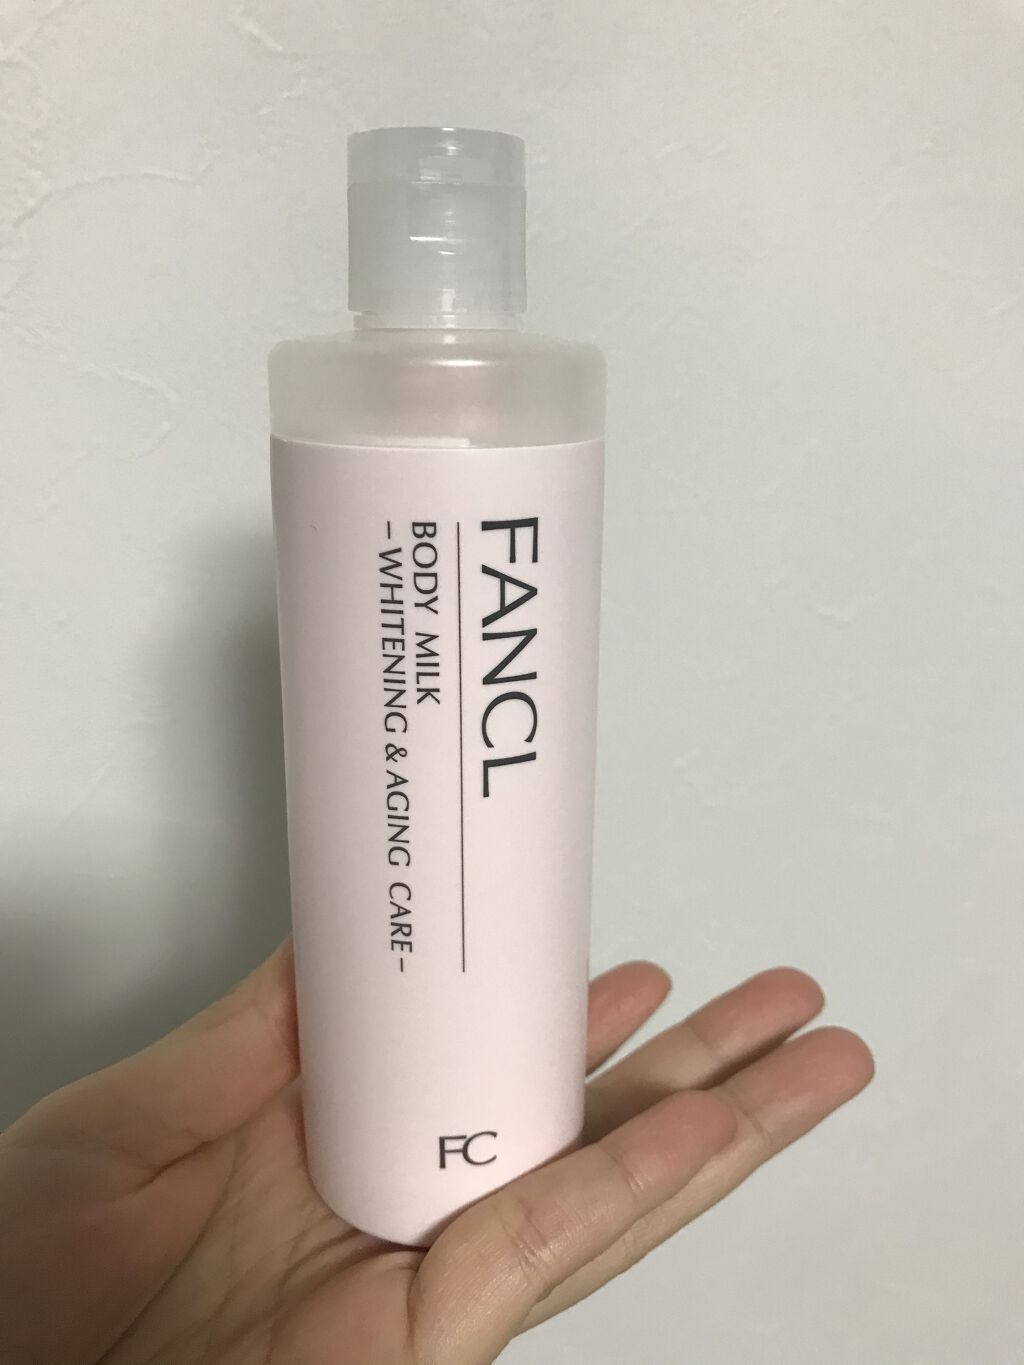 FANCL
BODY MILK
–WHITENING & AGING CARE–
FC